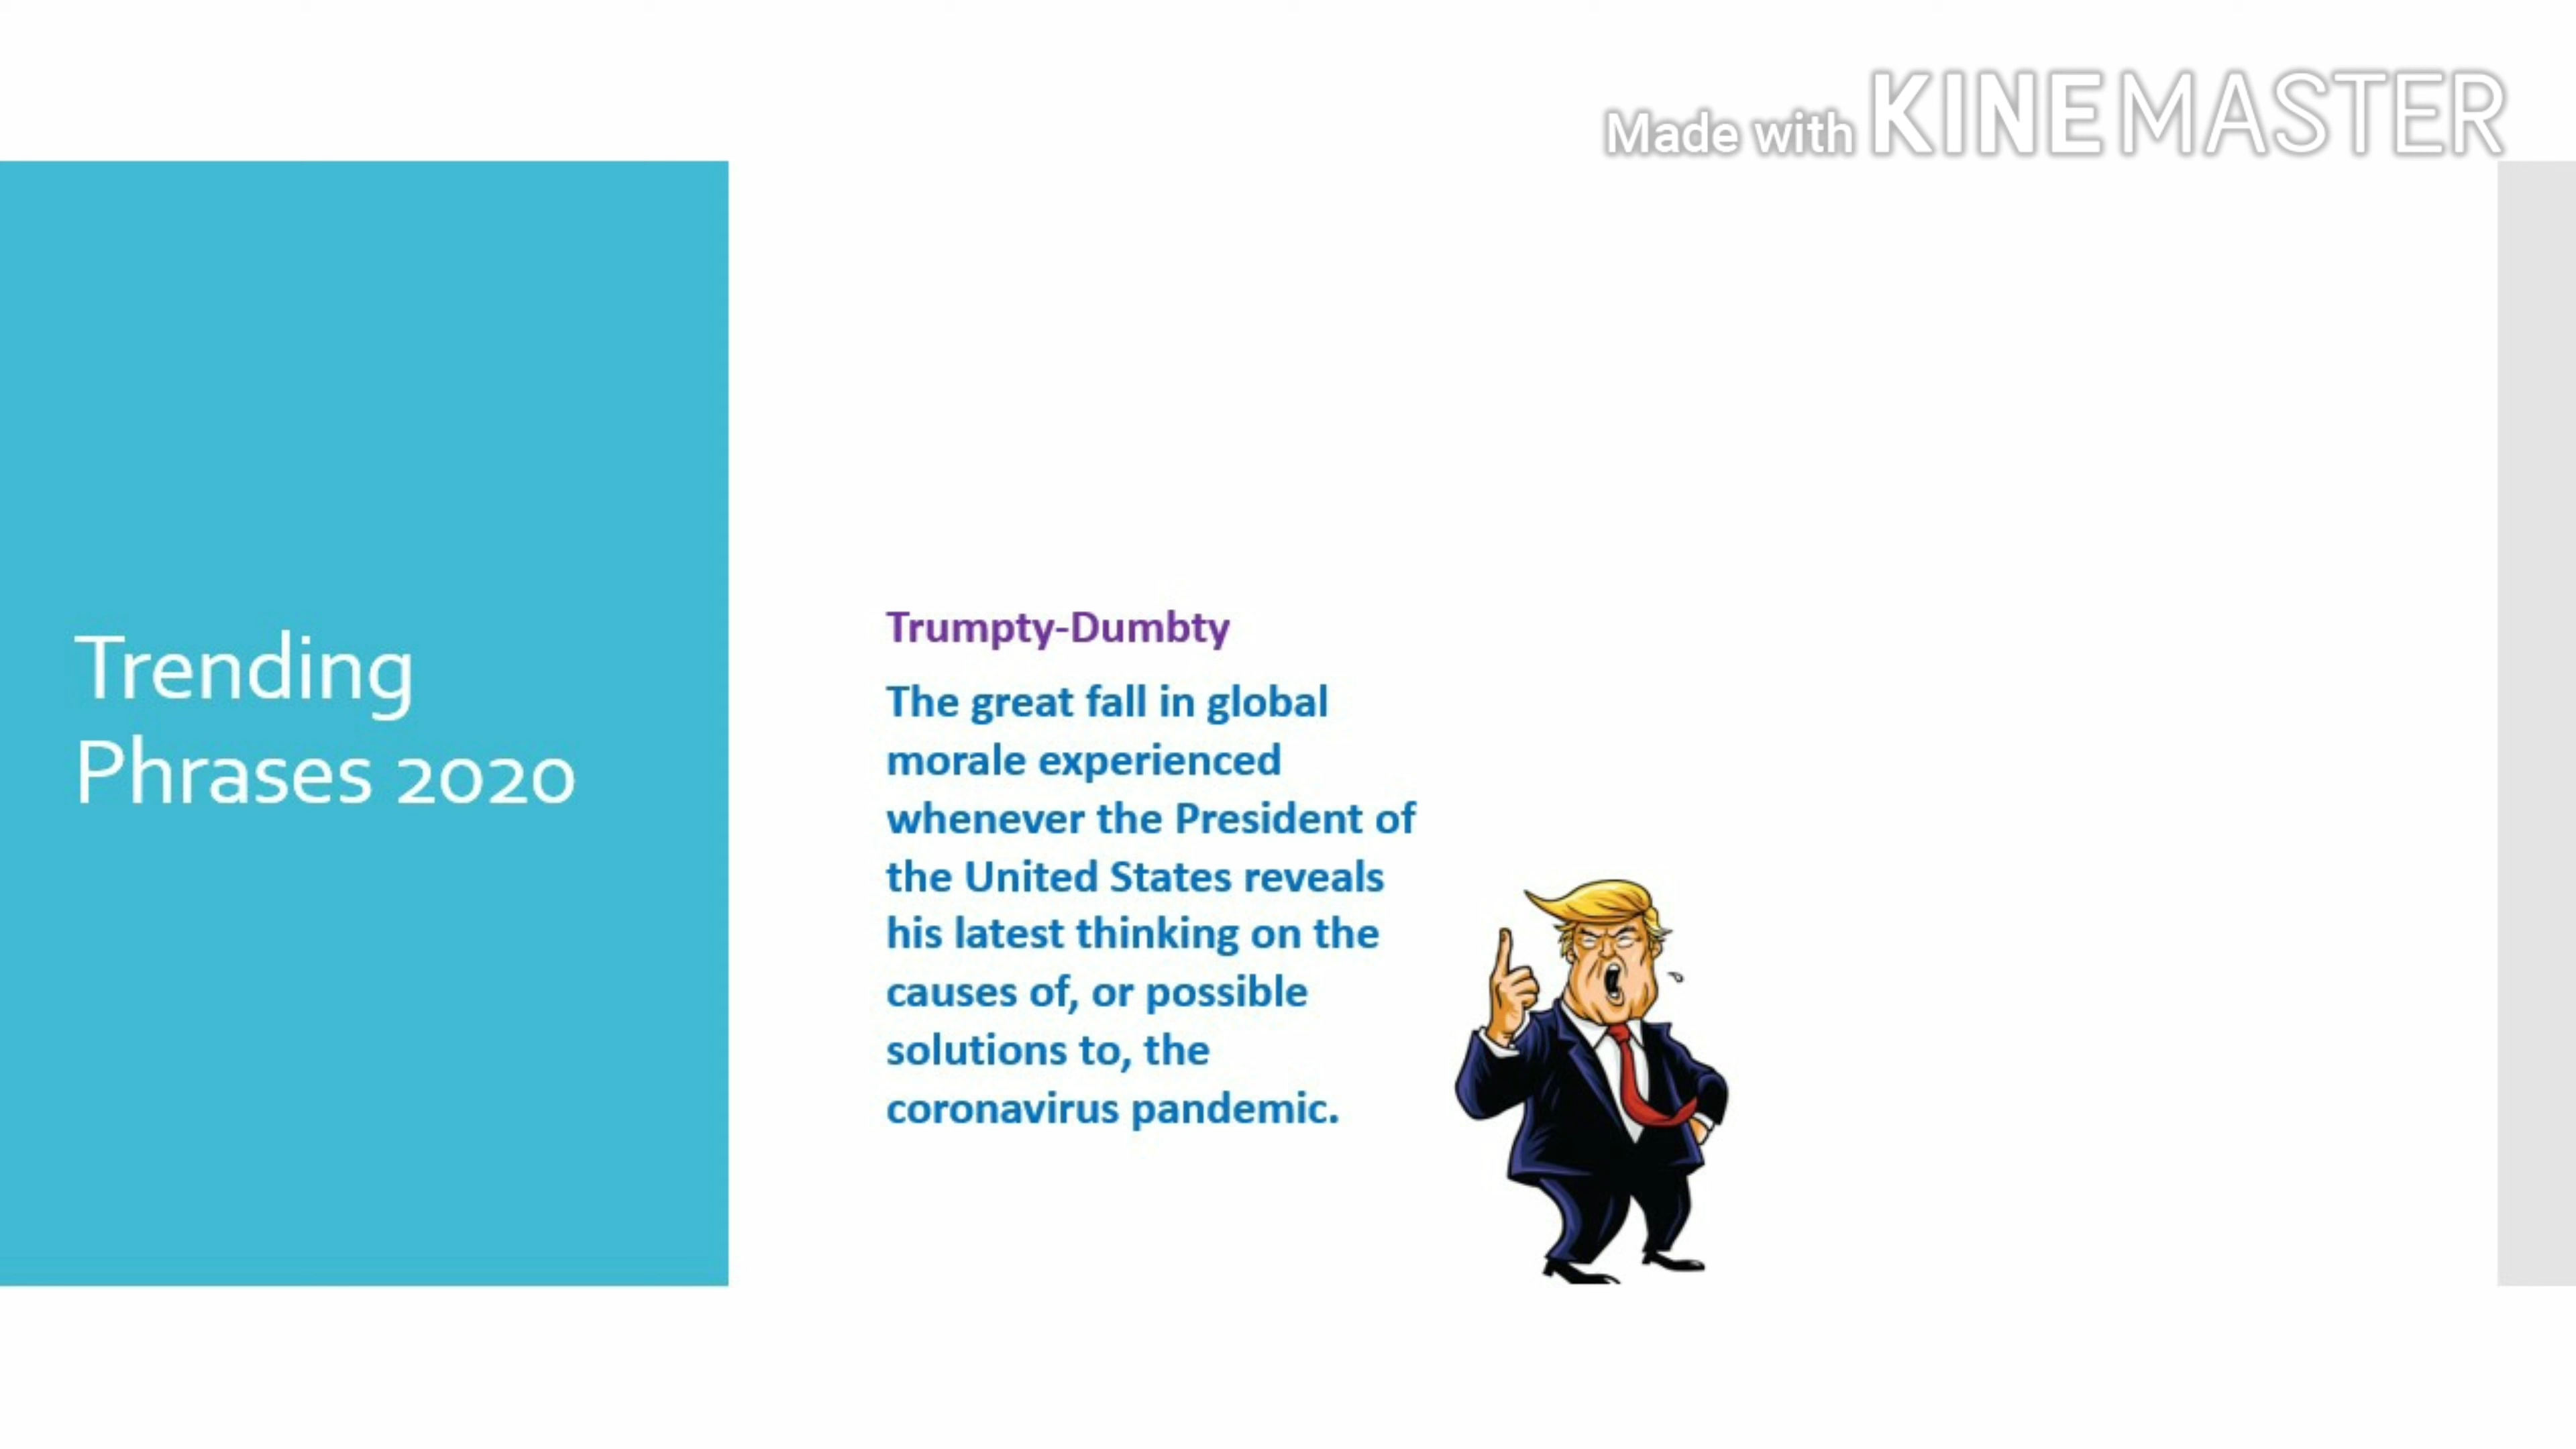 Made with KINEMASTER
Trending
Phrases 2020
Trumpty-Dumbty
The great fall in global
morale experienced
whenever the President of
the United States reveals
his latest thinking on the
causes of, or possible
solutions to, the
coronavirus pandemic.